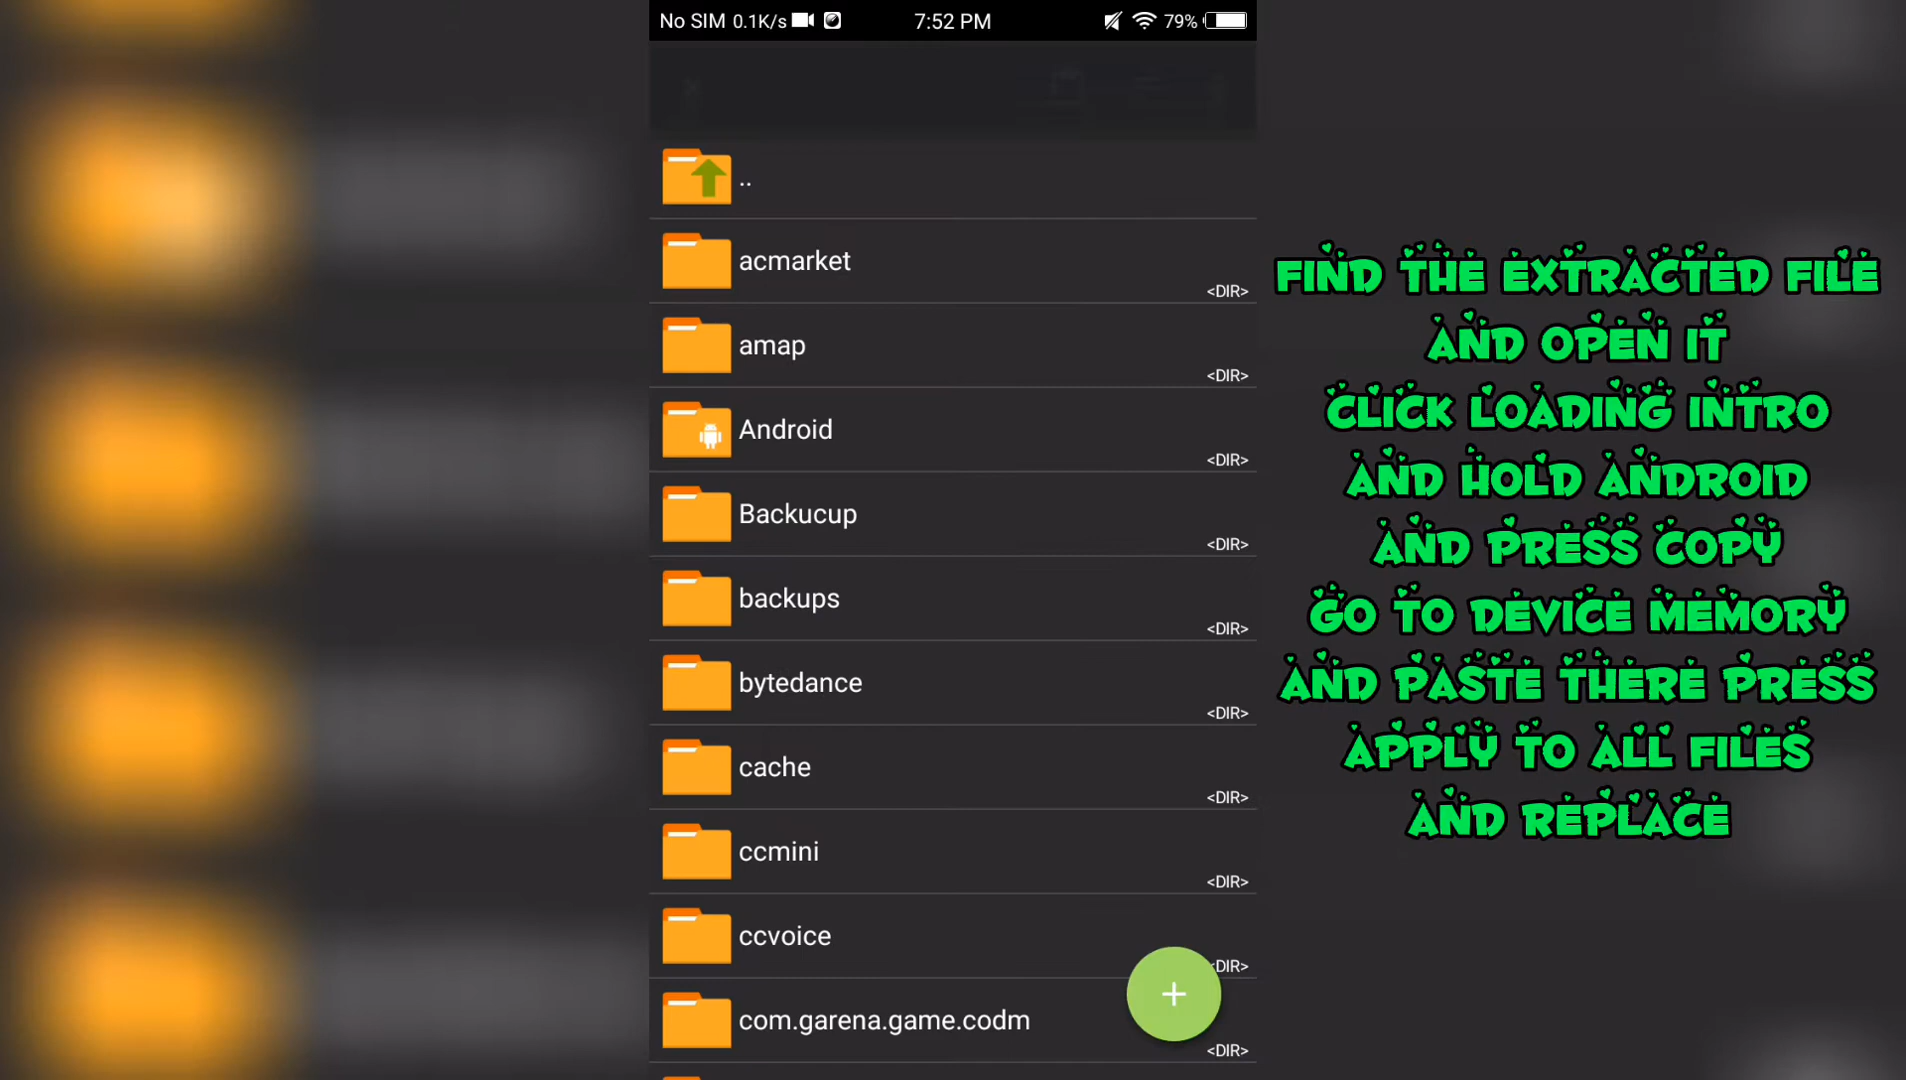 No SIM 0.1K/s 7:52 PM 79%
..
acmarket
<DIR>
amap
<DIR>
Android
<DIR>
Backucup
<DIR>
backups
<DIR>
bytedance
<DIR>
cache
<DIR>
ccmini
<DIR>
ccvoice
<DIR>
com.garena.game.codm
<DIR>
+
FIND THE EXTRACTED FILE
AND OPEN IT
CLICK LOADING INTRO
AND HOLD ANDROID
AND PRESS COPY
GO TO DEVICE MEMORY
AND PASTE THERE PRESS
APPLY TO ALL FILES
AND REPLACE